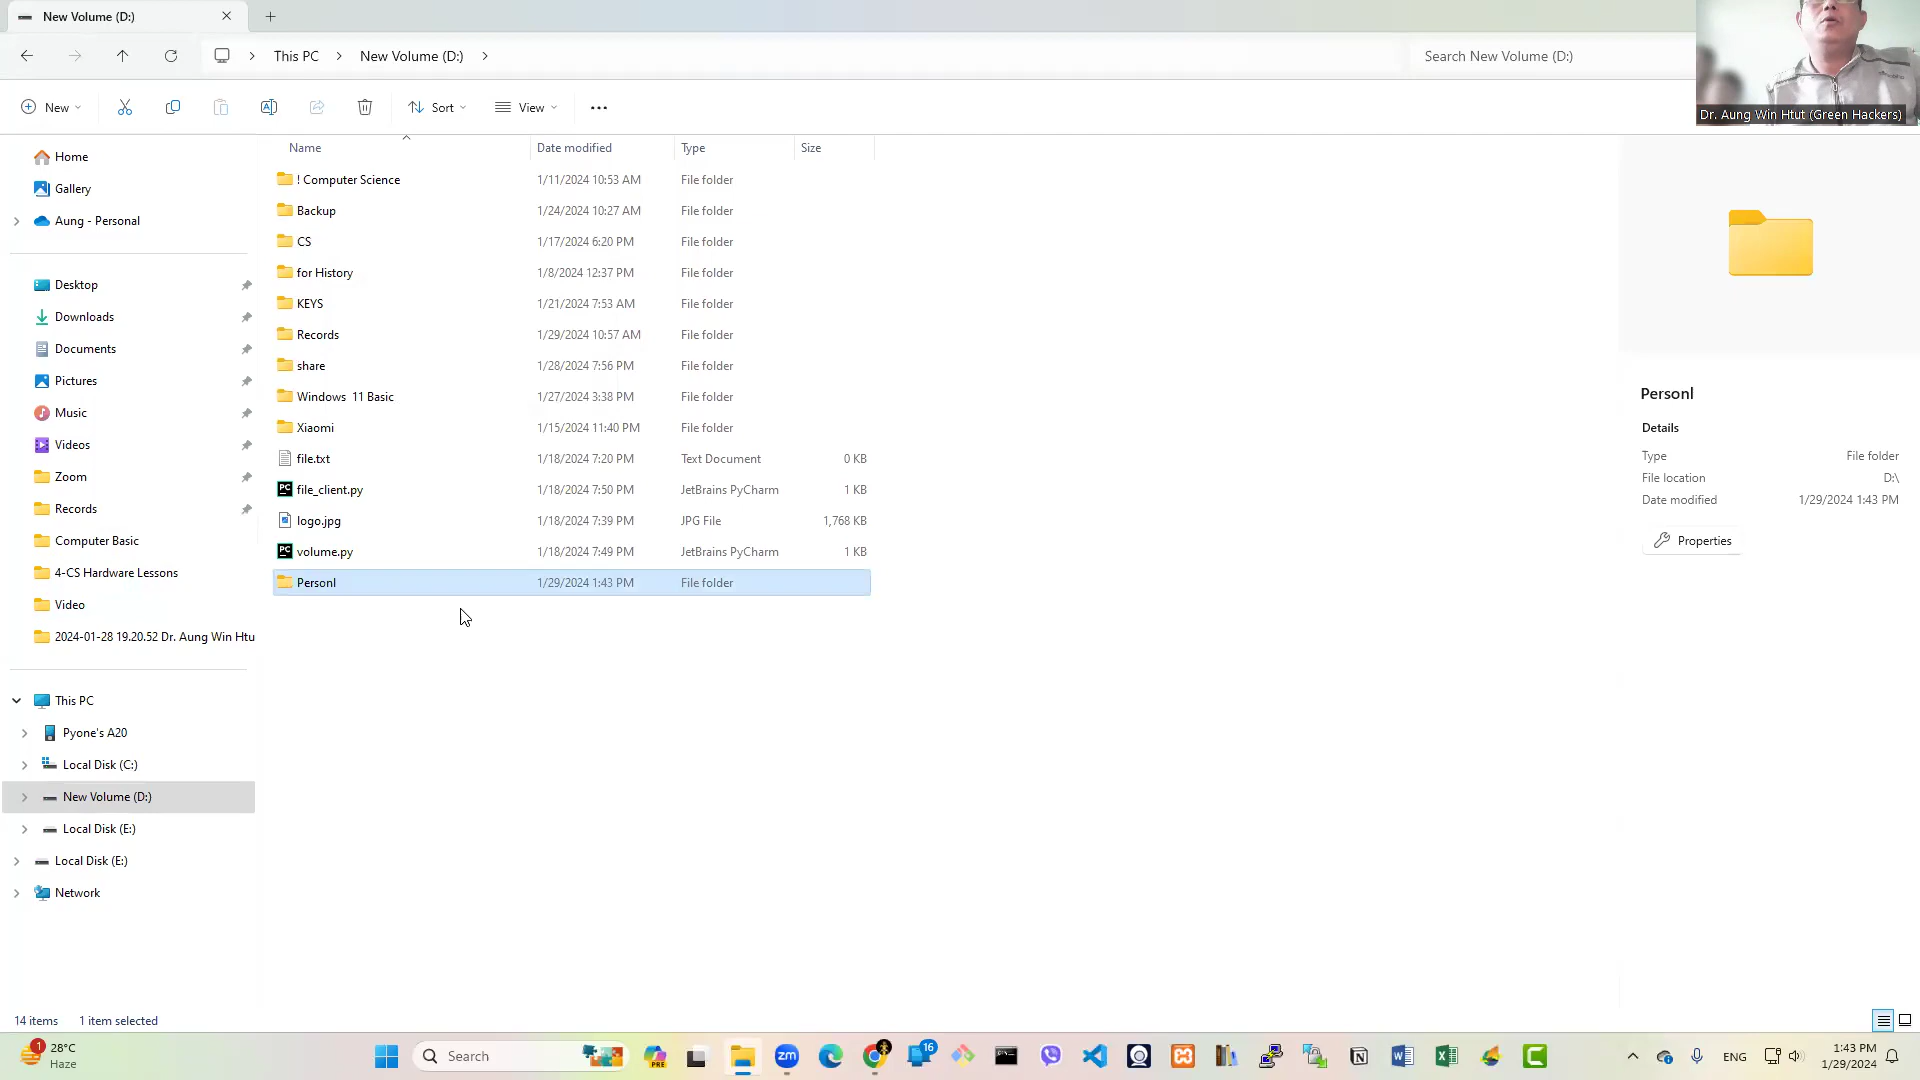 New Volume (D:)
This PC > New Volume (D:) >
Search New Volume (D:)
Dr. Aung Win Htut (Green Hackers)
New
Sort
View
Name Date modified Type Size
! Computer Science 1/11/2024 10:53 AM File folder
Backup 1/24/2024 10:27 AM File folder
CS 1/17/2024 6:20 PM File folder
for History 1/8/2024 12:37 PM File folder
KEYS 1/21/2024 7:53 AM File folder
Records 1/29/2024 10:57 AM File folder
share 1/28/2024 7:56 PM File folder
Windows 11 Basic 1/27/2024 3:38 PM File folder
Xiaomi 1/15/2024 11:40 PM File folder
file.txt 1/18/2024 7:20 PM Text Document 0 KB
file_client.py 1/18/2024 7:50 PM JetBrains PyCharm 1 KB
logo.jpg 1/18/2024 7:39 PM JPG File 1,768 KB
volume.py 1/18/2024 7:49 PM JetBrains PyCharm 1 KB
Personl 1/29/2024 1:43 PM File folder
Home
Gallery
Aung - Personal
Desktop
Downloads
Documents
Pictures
Music
Videos
Zoom
Records
Computer Basic
4-CS Hardware Lessons
Video
2024-01-28 19.20.52 Dr. Aung Win Htu
This PC
Pyone's A20
Local Disk (C:)
New Volume (D:)
Local Disk (E:)
Local Disk (E:)
Network
Personl
Details
Type File folder
File location D:\
Date modified 1/29/2024 1:43 PM
Properties
14 items 1 item selected
1
28°C
Haze
Search
PRE
zm
16
ENG
1:43 PM
1/29/2024